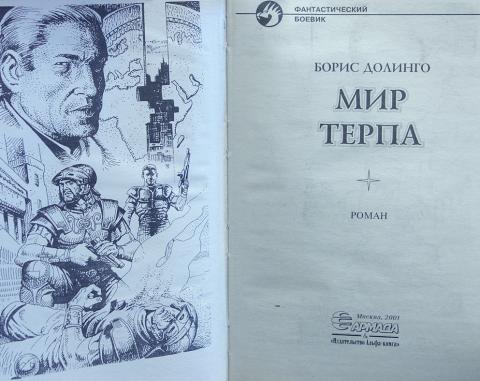 ФАНТАСТИЧЕСКИЙ
БОЕВИК
БОРИС ДОЛИНГО
МИР
ТЕРПА
РОМАН
Москва, 2001
АРМАДА
&
«Издательство Альфа-книга»